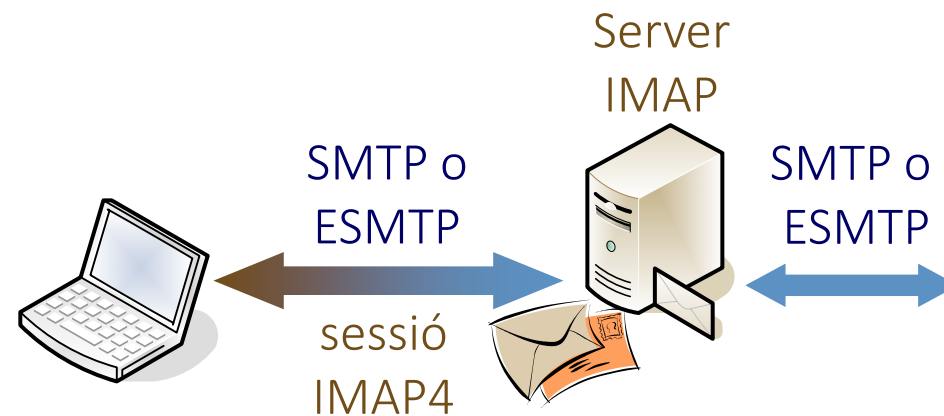 Server
IMAP
SMTP o
ESMTP
SMTP o
ESMTP
sessió
IMAP4